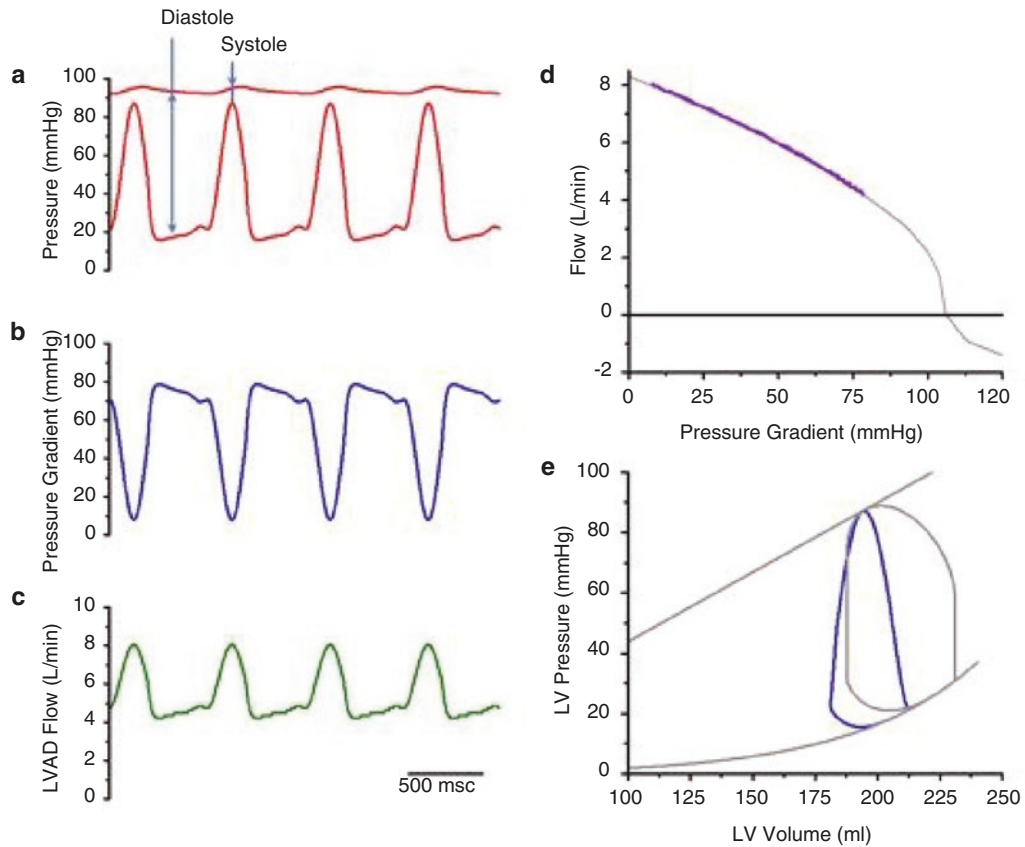 Diastole
Systole
a
100
80
60
40
20
0
Pressure (mmHg)
b
100
80
60
40
20
0
Pressure Gradient (mmHg)
c
10
8
6
4
2
0
LVAD Flow (L/min)
500 msc
d
8
6
4
2
0
-2
Flow (L/min)
0 25 50 75 100 120
Pressure Gradient (mmHg)
e
100
80
60
40
20
0
LV Pressure (mmHg)
100 125 150 175 200 225 250
LV Volume (ml)